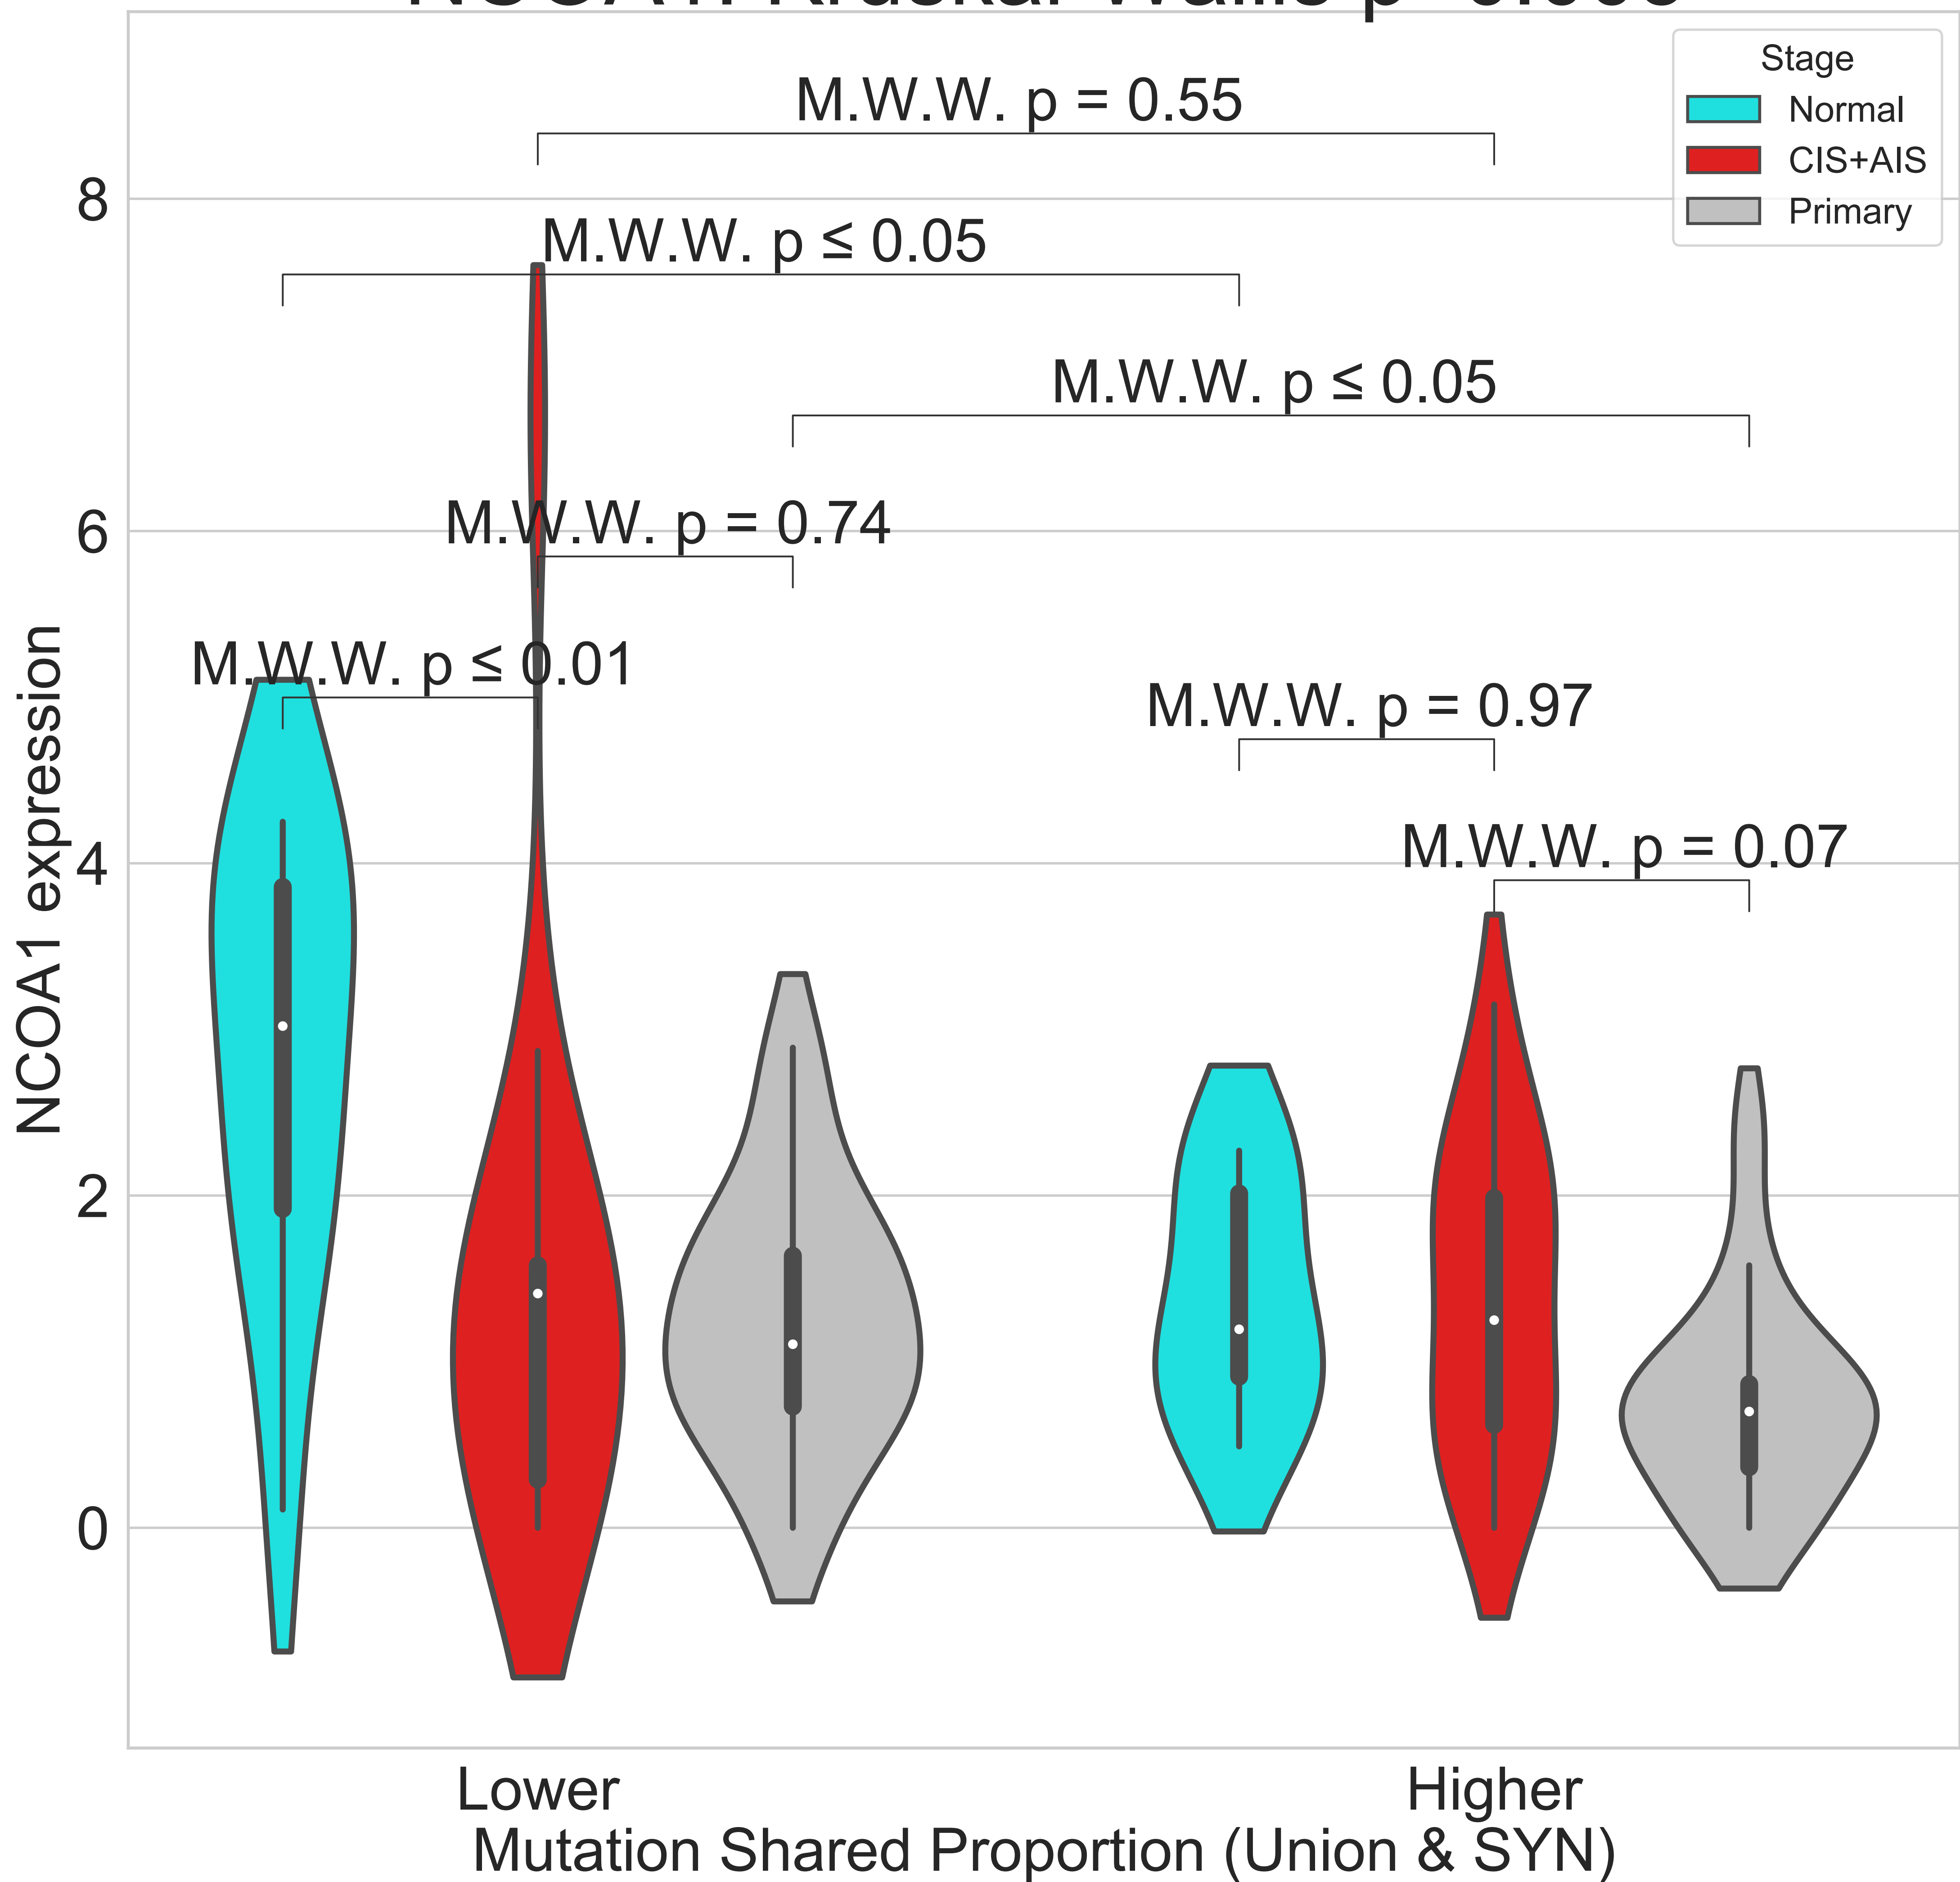 Stage
Normal
CIS+AIS
Primary
M.W.W. p = 0.55
M.W.W. p ≤ 0.05
M.W.W. p ≤ 0.05
M.W.W. p = 0.74
M.W.W. p ≤ 0.01
M.W.W. p = 0.97
M.W.W. p = 0.07
NCOA1 expression
8
6
4
2
0
Lower
Higher
Mutation Shared Proportion (Union & SYN)